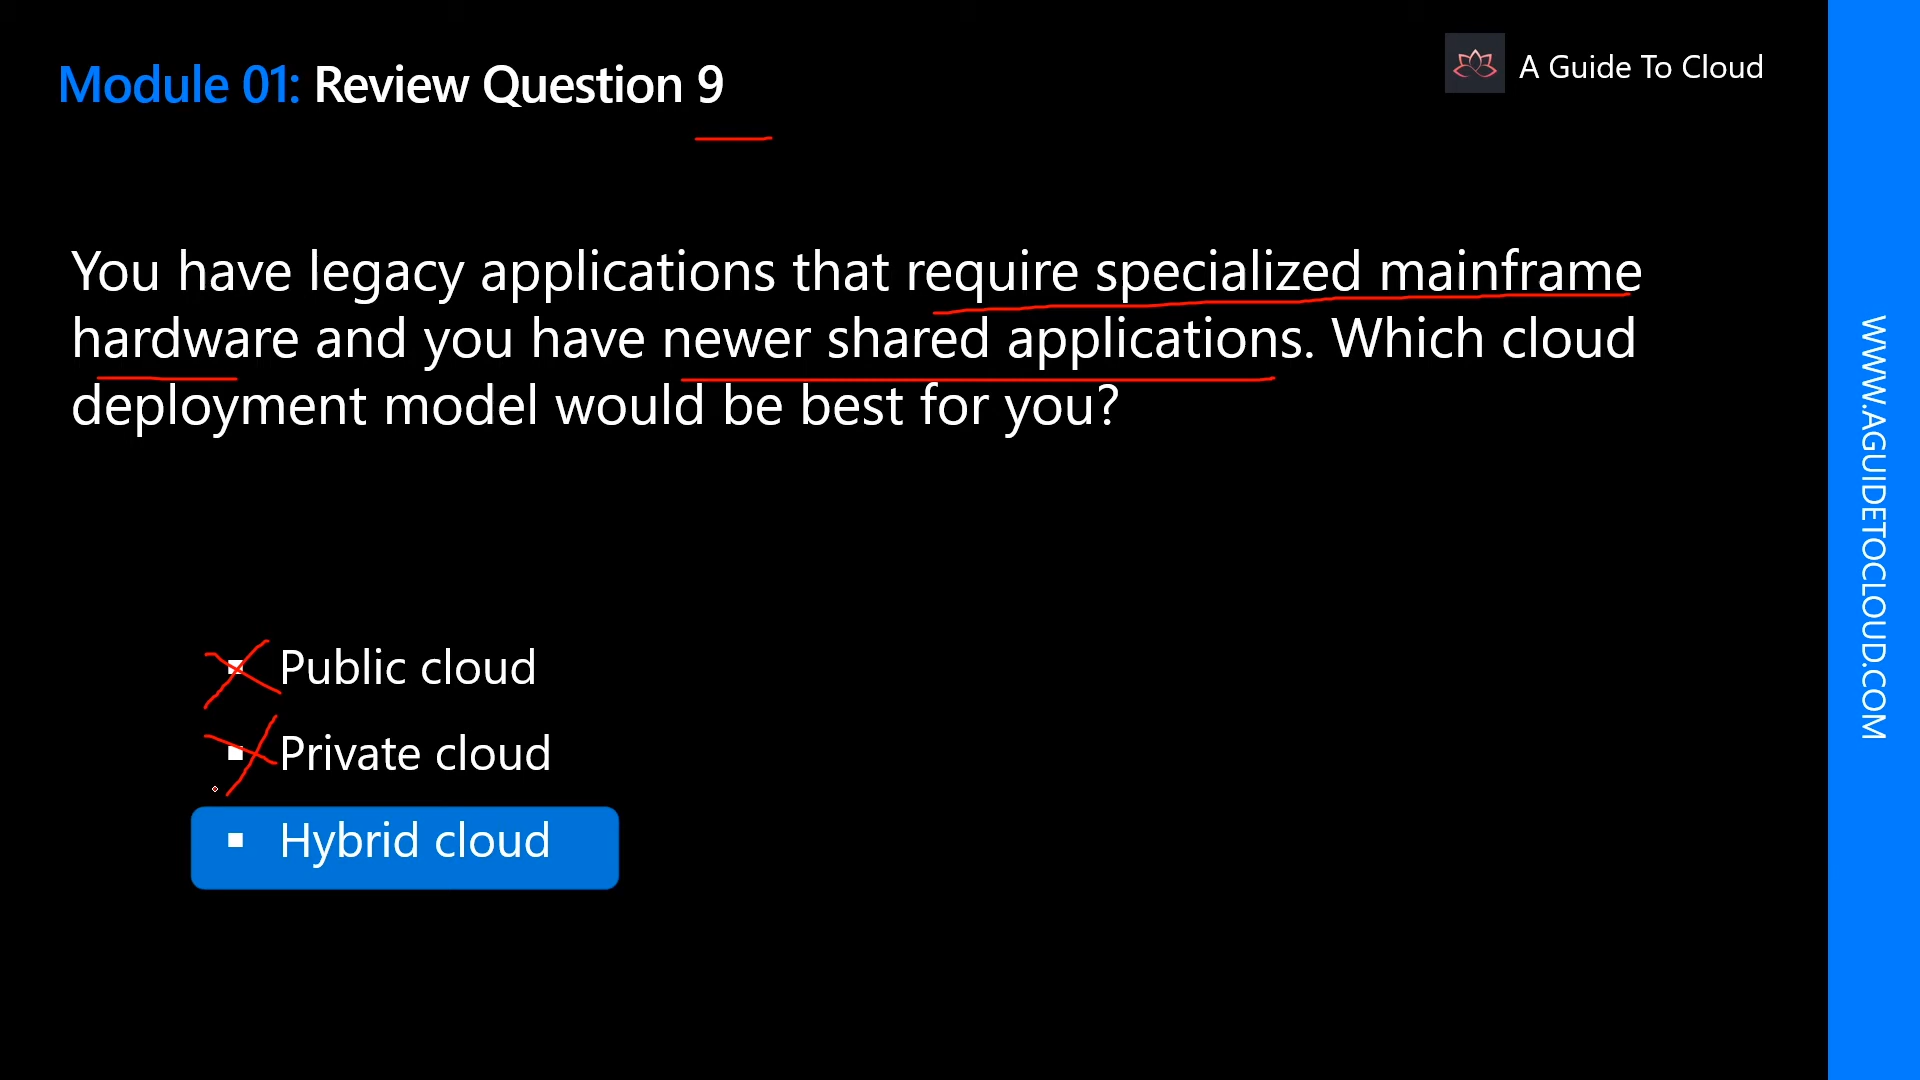 Module 01: Review Question 9
A Guide To Cloud
You have legacy applications that require specialized mainframe
hardware and you have newer shared applications. Which cloud
deployment model would be best for you?
▪ Public cloud
▪ Private cloud
▪ Hybrid cloud
WWW.AGUIDETOCLOUD.COM